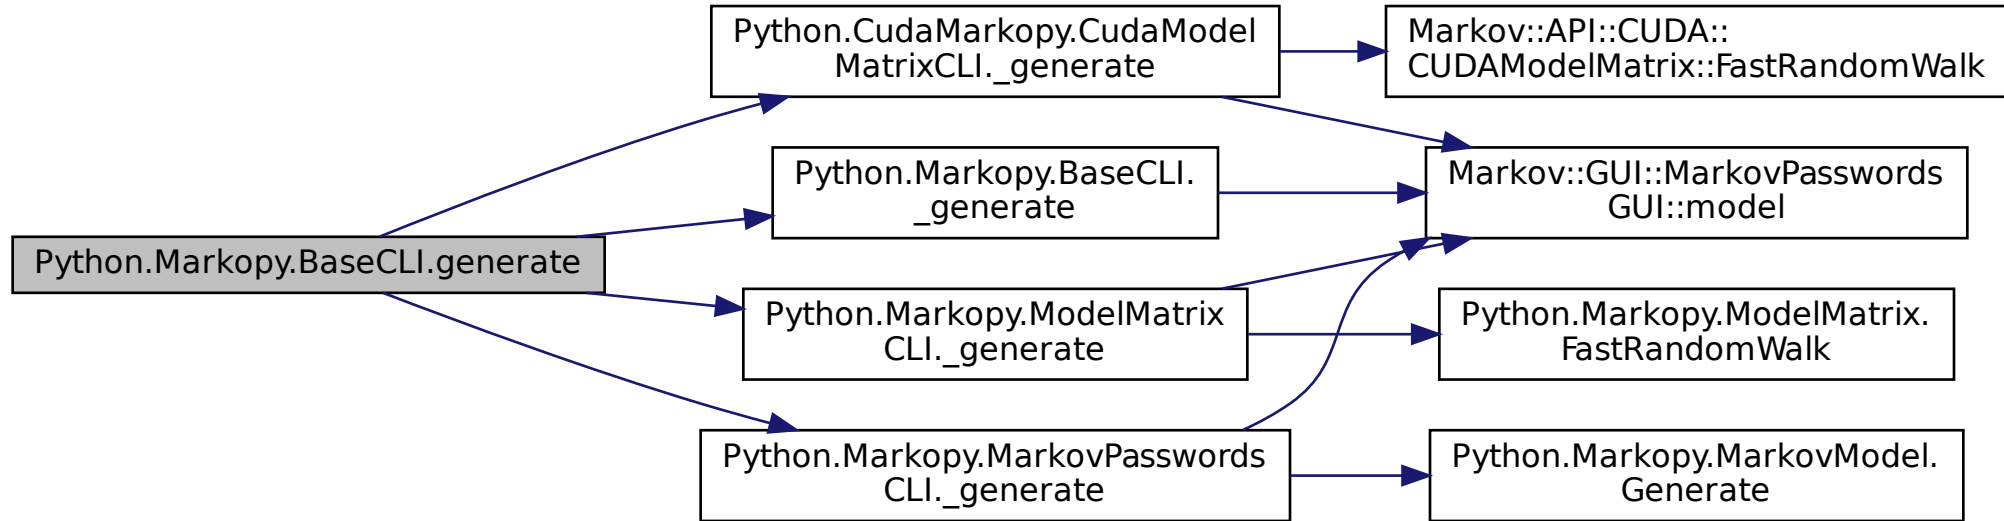 Python.CudaMarkopy.CudaModel
MatrixCLI._generate
Markov::API::CUDA::
CUDAModelMatrix::FastRandomWalk
Python.Markopy.BaseCLI.
_generate
Markov::GUI::MarkovPasswords
GUI::model
Python.Markopy.BaseCLI.generate
Python.Markopy.ModelMatrix
CLI._generate
Python.Markopy.ModelMatrix.
FastRandomWalk
Python.Markopy.MarkovPasswords
CLI._generate
Python.Markopy.MarkovModel.
Generate